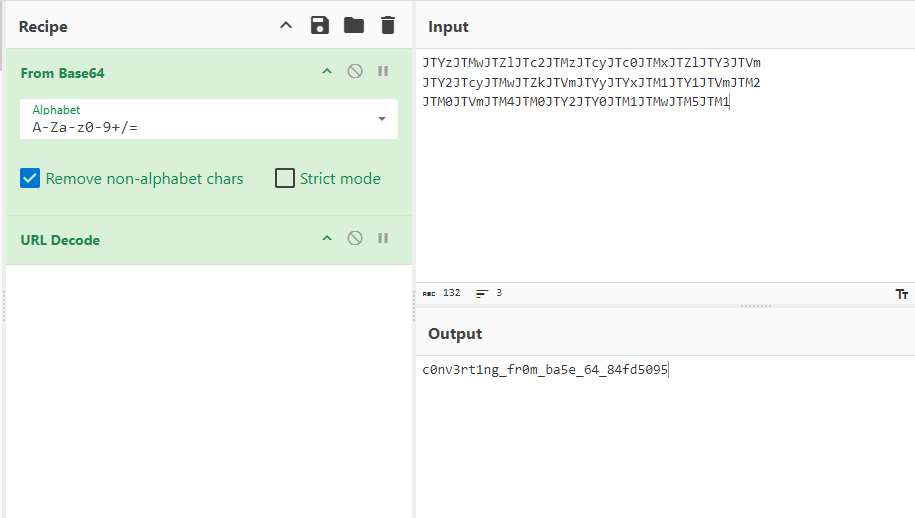 Recipe
From Base64
Alphabet
A-Za-z0-9+/=
Remove non-alphabet chars
Strict mode
URL Decode
Input
JTYzJTMwJTZlJTc2JTMzJTcyJTc0JTMxJTZlJTY3JTVm
JTY2JTcyJTMwJTZkJTVmJTYyJTYxJTM1JTY1JTVmJTM2
JTM0JTVmJTM4JTM0JTY2JTY0JTM1JTMwJTM5JTM1
ABC 132 3
Output
c0nv3rt1ng_fr0m_ba5e_64_84fd5095